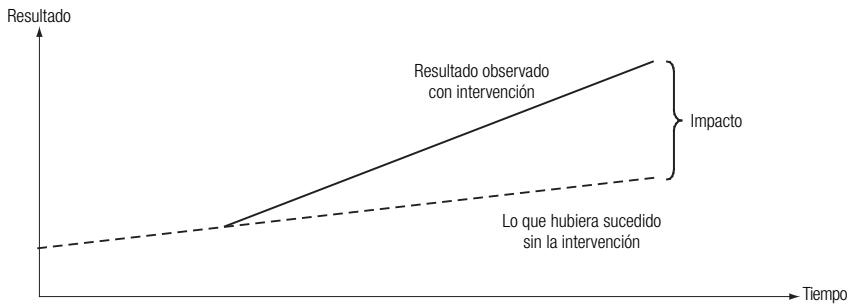 Resultado
Resultado observado
con intervención
Impacto
Lo que hubiera sucedido
sin la intervención
Tiempo